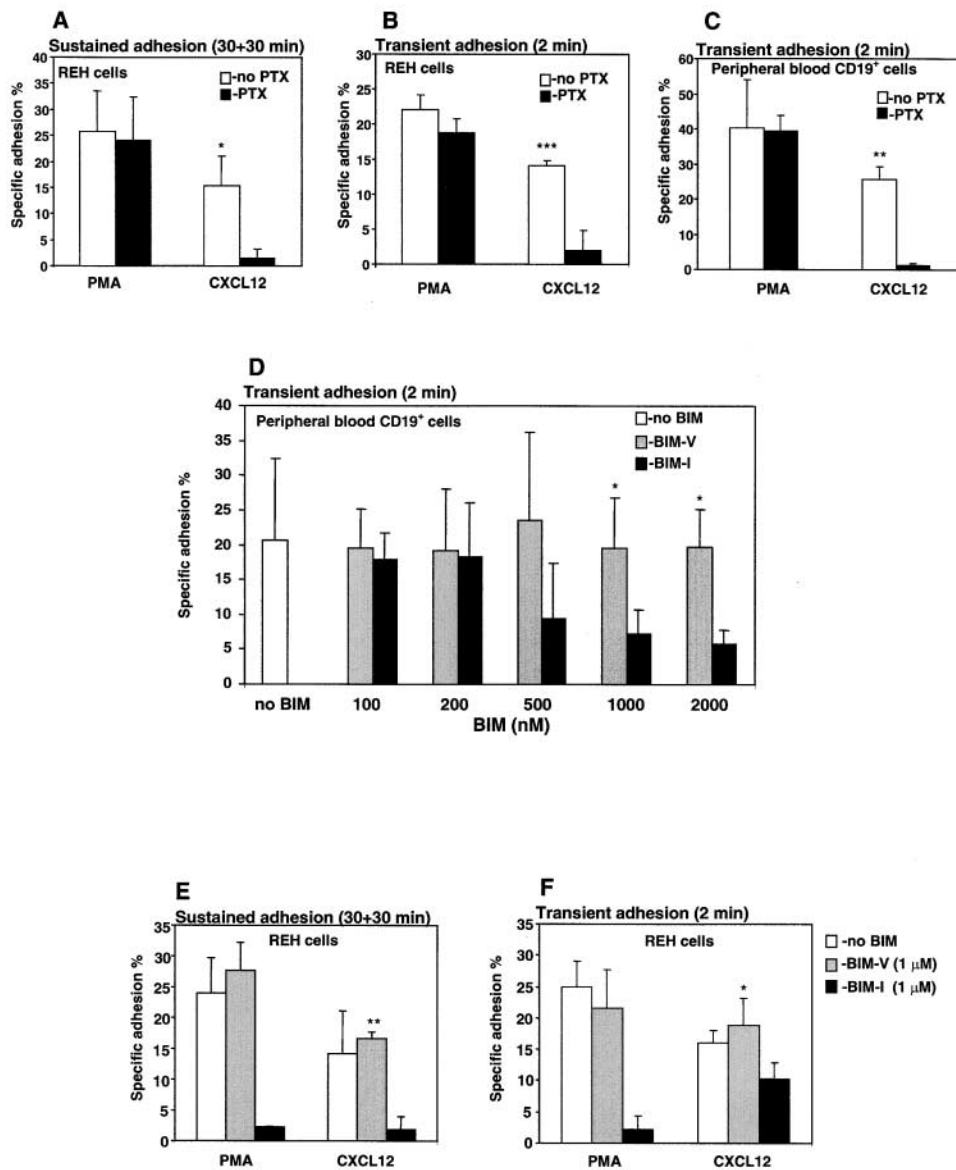 A
Sustained adhesion (30+30 min)
REH cells
-no PTX
-PTX
*
Specific adhesion %
40
35
30
25
20
15
10
5
0
PMA
CXCL12
B
Transient adhesion (2 min)
REH cells
-no PTX
-PTX
***
Specific adhesion %
25
20
15
10
5
0
PMA
CXCL12
C
Transient adhesion (2 min)
Peripheral blood CD19+ cells
-no PTX
-PTX
**
Specific adhesion %
60
50
40
30
20
10
0
PMA
CXCL12
D
Transient adhesion (2 min)
Peripheral blood CD19+ cells
-no BIM
-BIM-V
-BIM-I
* *
Specific adhesion %
40
35
30
25
20
15
10
5
0
no BIM 100 200 500 1000 2000
BIM (nM)
E
Sustained adhesion (30+30 min)
REH cells
**
Specific adhesion %
35
30
25
20
15
10
5
0
PMA
CXCL12
F
Transient adhesion (2 min)
REH cells
*
Specific adhesion %
35
30
25
20
15
10
5
0
PMA
CXCL12
-no BIM
-BIM-V (1 μM)
-BIM-I (1 μM)